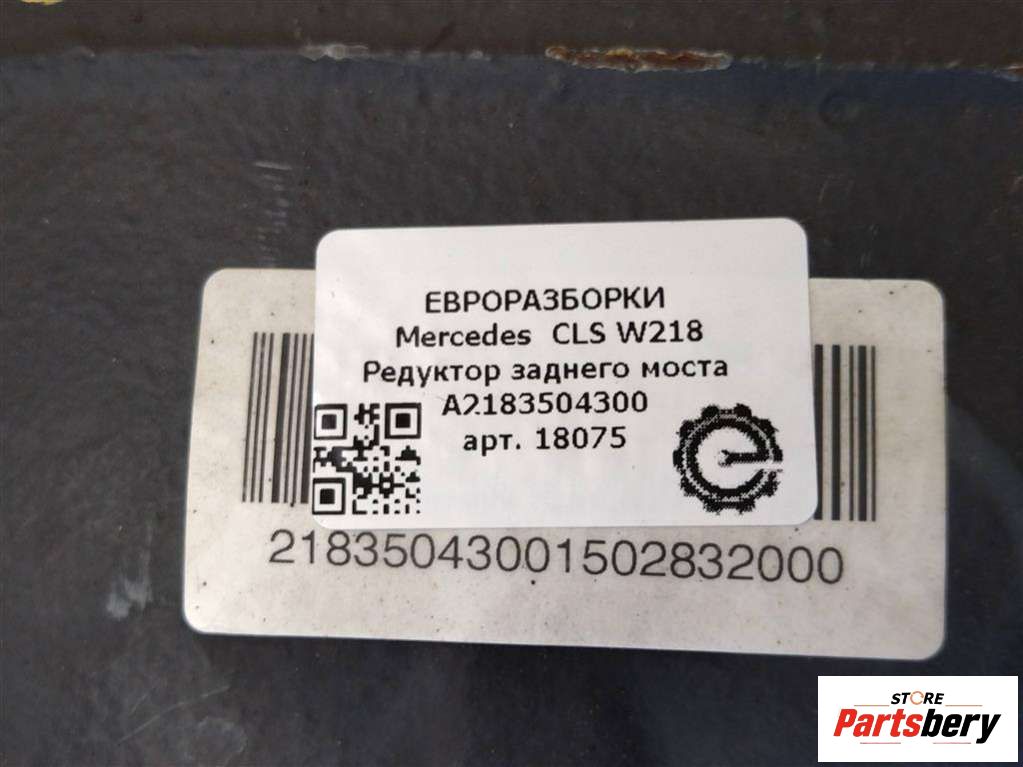 ЕВРОРАЗБОРКИ
Mercedes CLS W218
Редуктор заднего моста
A2183504300
арт. 18075
21835043001502832000
STORE
Partsbery